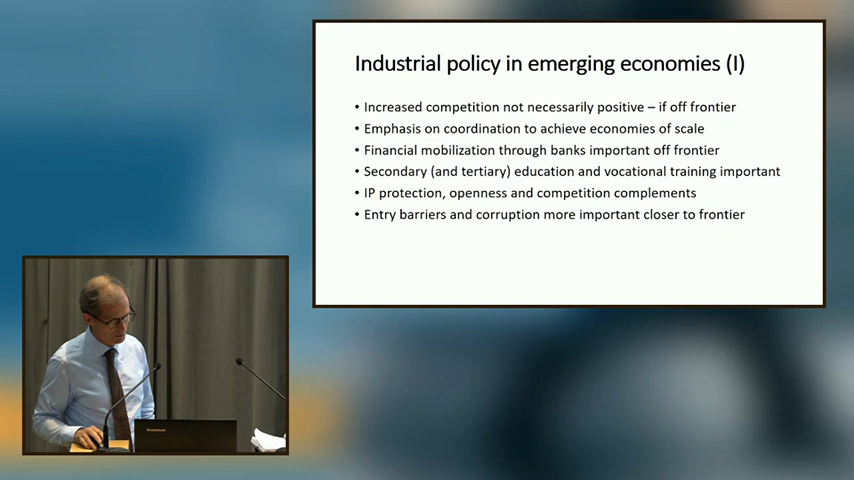 Industrial policy in emerging economies (I)
• Increased competition not necessarily positive – if off frontier
• Emphasis on coordination to achieve economies of scale
• Financial mobilization through banks important off frontier
• Secondary (and tertiary) education and vocational training important
• IP protection, openness and competition complements
• Entry barriers and corruption more important closer to frontier